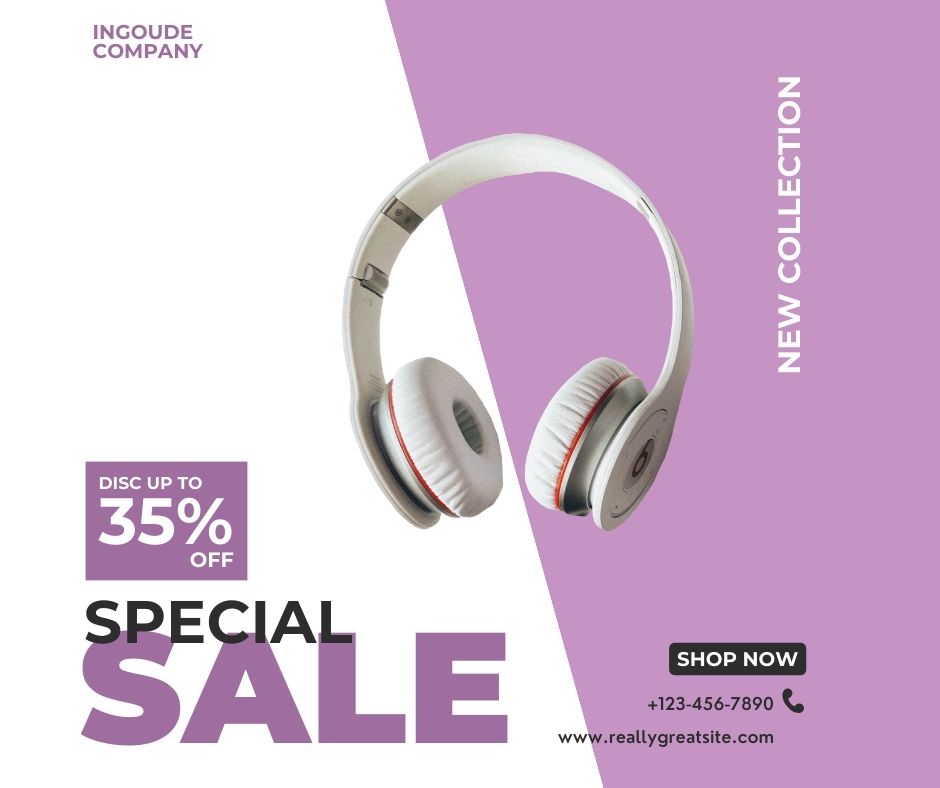 INGOUDE
COMPANY
NEW COLLECTION
DISC UP TO
35%
OFF
SPECIAL
SALE
SHOP NOW
+123-456-7890
www.reallygreatsite.com